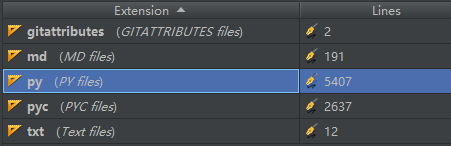 Extension Lines
gitattributes (GITATTRIBUTES files) 2
md (MD files) 191
py (PY files) 5407
pyc (PYC files) 2637
txt (Text files) 12